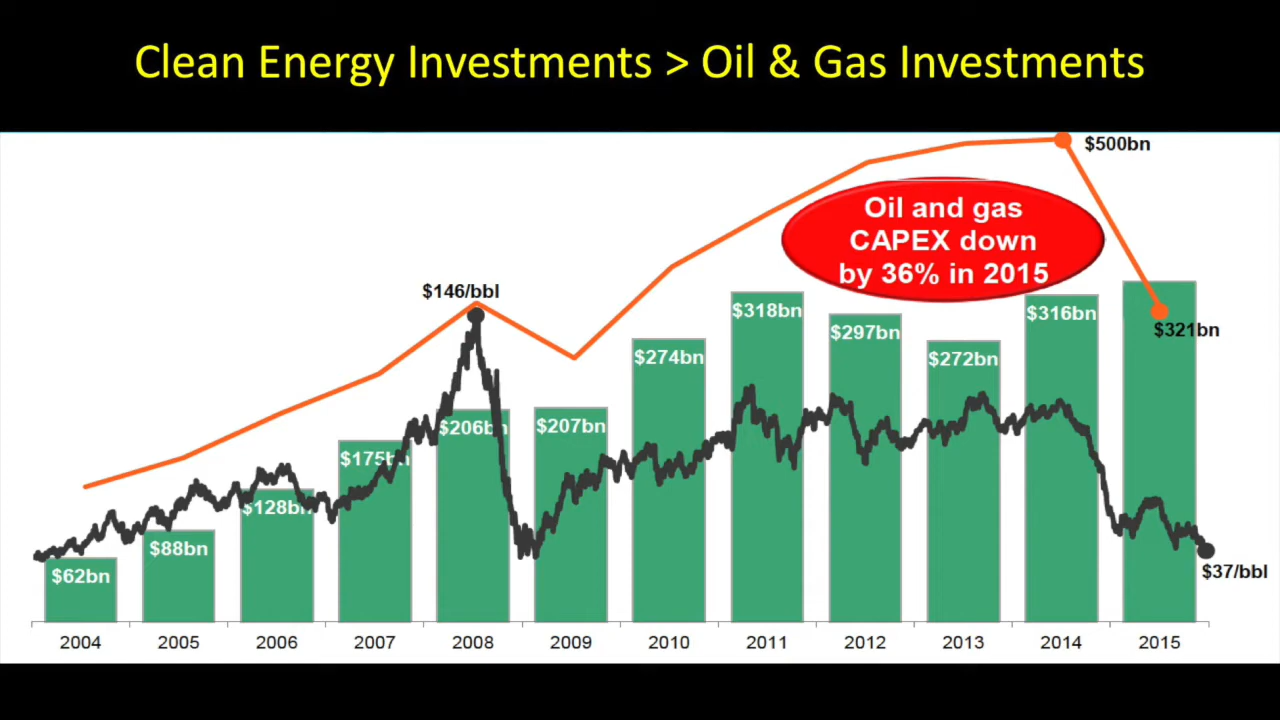 Clean Energy Investments > Oil & Gas Investments
$500bn
Oil and gas
CAPEX down
by 36% in 2015
$146/bbl
$318bn
$316bn
$321bn
$297bn
$274bn
$272bn
$206bn
$207bn
$175bn
$128bn
$88bn
$62bn
$37/bbl
2004 2005 2006 2007 2008 2009 2010 2011 2012 2013 2014 2015